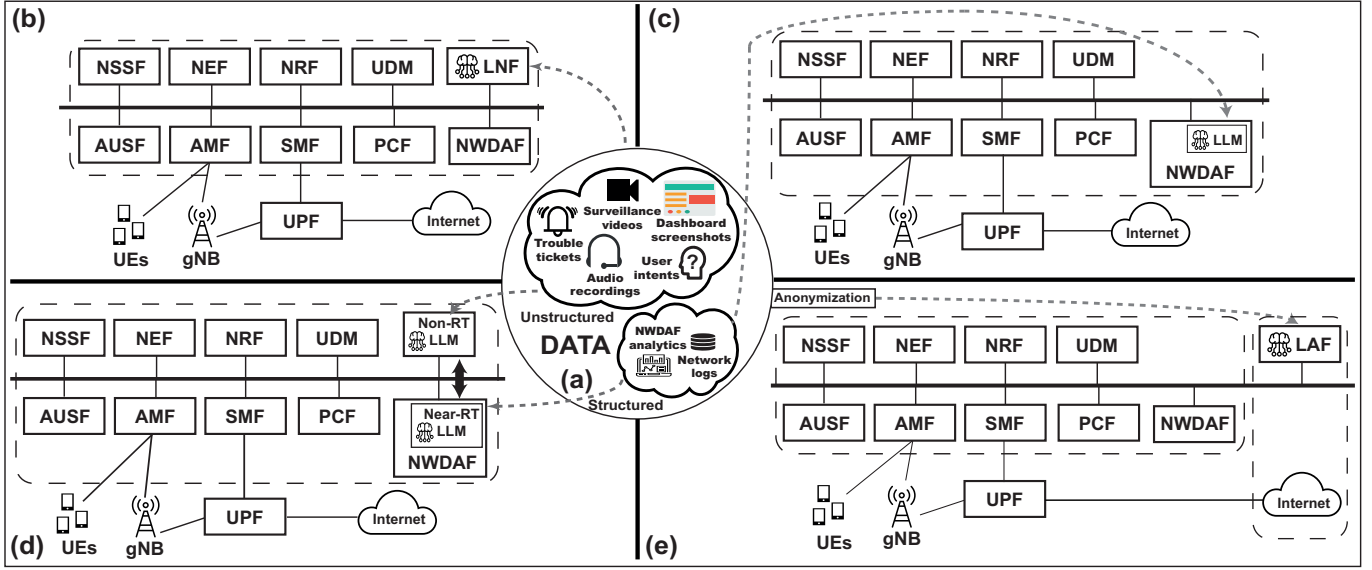 (b)
NSSF
NEF
NRF
UDM
LNF
AUSF
AMF
SMF
PCF
NWDAF
UPF
Internet
UEs
gNB
(c)
NSSF
NEF
NRF
UDM
AUSF
AMF
SMF
PCF
LLM
NWDAF
UPF
Internet
UEs
gNB
Surveillance
videos
Dashboard
screenshots
Trouble
tickets
Audio
recordings
User
intents
?
Unstructured
DATA
(a)
NWDAF
analytics
Network
logs
Structured
NSSF
NEF
NRF
UDM
Non-RT
LLM
AUSF
AMF
SMF
PCF
Near-RT
LLM
NWDAF
UPF
Internet
UEs
gNB
(d)
Anonymization
NSSF
NEF
NRF
UDM
LAF
AUSF
AMF
SMF
PCF
NWDAF
UPF
Internet
UEs
gNB
(e)